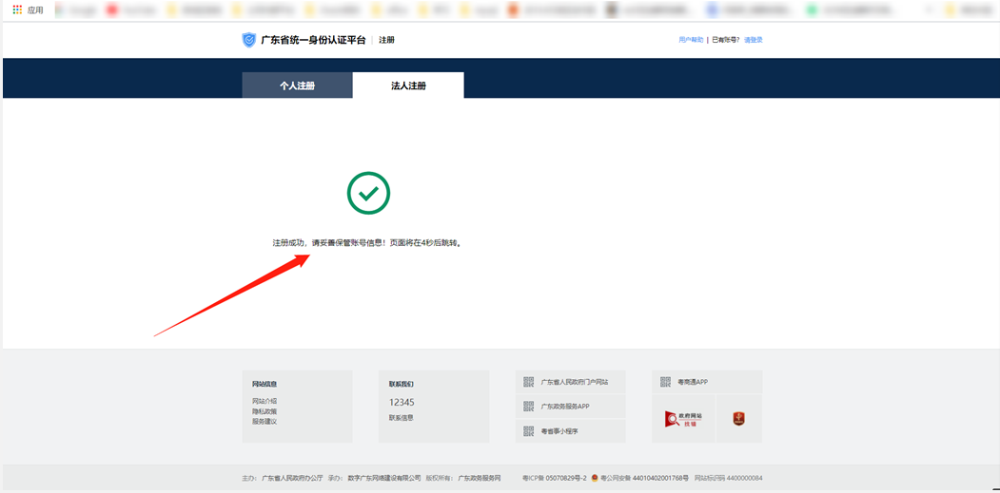 应用
广东省统一身份认证平台 | 注册
用户帮助 | 已有账号? 请登录
个人注册 法人注册
注册成功，请妥善保管账号信息！页面将在4秒后跳转。
网站信息
网站介绍
隐私政策
服务建议
联系我们
12345
联系信息
广东省人民政府门户网站
广东政务服务APP
粤省事小程序
粤商通APP
政府网站
找错
主办： 广东省人民政府办公厅 承办： 数字广东网络建设有限公司 版权所有： 广东政务服务网 粤ICP备 05070829号-2 粤公网安备 44010402001768号 网站标识码 4400000084